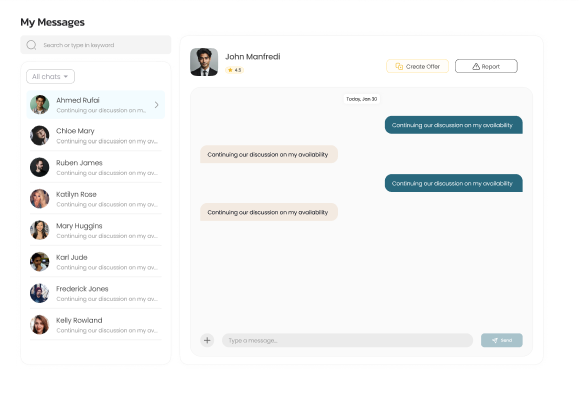 My Messages
Search or type in keyword
All chats
Ahmed Rufai
Continuing our discussion on m...
Chloe Mary
Continuing our discussion on my av...
Ruben James
Continuing our discussion on my av...
Katilyn Rose
Continuing our discussion on my av...
Mary Huggins
Continuing our discussion on my av...
Karl Jude
Continuing our discussion on my av...
Frederick Jones
Continuing our discussion on my av...
Kelly Rowland
Continuing our discussion on my av...
John Manfredi
4.5
Create Offer
Report
Today, Jan 30
Continuing our discussion on my availability
Continuing our discussion on my availability
Continuing our discussion on my availability
Continuing our discussion on my availability
Type a message...
Send